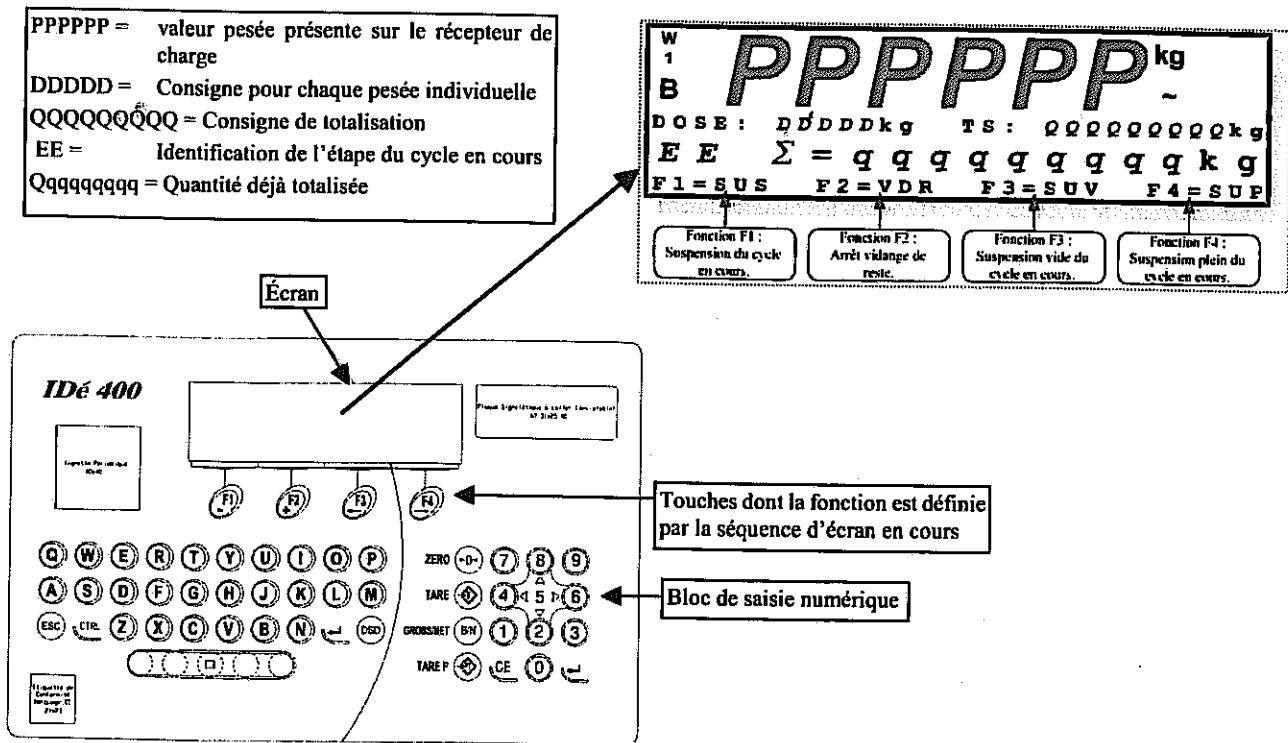 PPPPPP = valeur pesée présente sur le récepteur de
charge
DDDDD = Consigne pour chaque pesée individuelle
QQQQQQQQQ = Consigne de totalisation
EE = Identification de l'étape du cycle en cours
Qqqqqqqqq = Quantité déjà totalisée
W
1
B
PPPPPP kg
~
DOSE: DDDDDkg TS: QQQQQQQQQkg
EE Σ=qqqqqqqqqkg
F1=SUS F2=VDR F3=SUV F4=SUP
Fonction F1 :
Suspension du cycle
en cours.
Fonction F2 :
Arrêt vidange de
reste.
Fonction F3 :
Suspension vide du
cycle en cours.
Fonction F4 :
Suspension plein du
cycle en cours.
Écran
IDé 400
F1
-
F2
+
F3
F4
Touches dont la fonction est définie
par la séquence d'écran en cours
Bloc de saisie numérique
Q W E R T Y U I O P
A S D F G H J K L M
ESC CTRL Z X C V B N DSD
ZERO 0 7 8 9
TARE 4 5 6
GROSS/NET B/N 1 2 3
TARE P CE 0